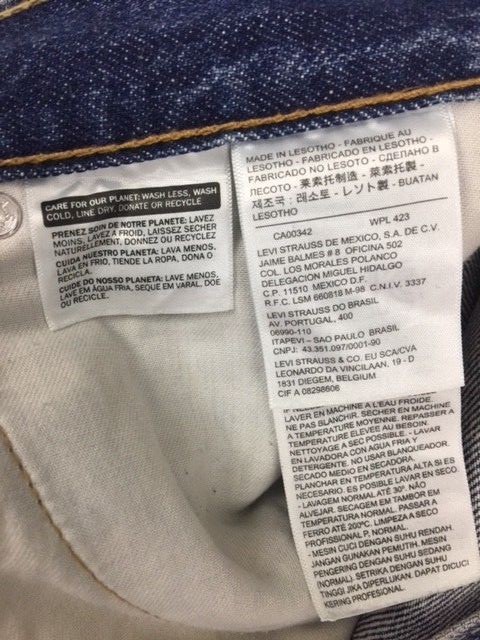 CARE FOR OUR PLANET: WASH LESS, WASH
COLD, LINE DRY, DONATE OR RECYCLE
PRENEZ SOIN DE NOTRE PLANETE: LAVEZ
MOINS, LAVEZ À FROID, LAISSEZ SECHER
NATURELLEMENT, DONNEZ OU RECYCLEZ
CUIDA NUESTRO PLANETA: LAVA MENOS,
LAVA EN FRIO, TIENDE LA ROPA, DONA O
RECICLA.
CUIDE DO NOSSO PLANETA: LAVE MENOS,
LAVE EM ÁGUA FRIA, SEQUE EM VARAL, DOE
OU RECICLE.
MADE IN LESOTHO - FABRIQUE AU
LESOTHO - FABRICADO EN LESOTHO -
FABRICADO NO LESOTO - СДЕЛАНО В
ЛЕСОТО - 莱索托制造 - 萊索托製 -
제조국 : 레소토 - レソト製 - BUATAN
LESOTHO
CA00342 WPL 423
LEVI STRAUSS DE MEXICO, S.A. DE C.V.
JAIME BALMES # 8 OFICINA 502
COL. LOS MORALES POLANCO
DELEGACION MIGUEL HIDALGO
C.P. 11510 MEXICO D.F.
R.F.C. LSM 660818 M-98 C.N.I.V. 3337
LEVI STRAUSS DO BRASIL
AV. PORTUGAL, 400
06990-110
ITAPEVI - SAO PAULO BRASIL
CNPJ: 43.351.097/0001-90
LEVI STRAUSS & CO. EU SCA/CVA
LEONARDO DA VINCILAAN. 19 - D
1831 DIEGEM, BELGIUM
CIF A 08298606
LAVER EN MACHINE A L'EAU FROIDE.
NE PAS BLANCHIR. SECHER EN MACHINE
A TEMPERATURE MOYENNE. REPASSER A
TEMPERATURE ELEVEE AU BESOIN.
NETTOYAGE A SEC POSSIBLE. - LAVAR
EN LAVADORA CON AGUA FRIA Y
DETERGENTE. NO USAR BLANQUEADOR.
SECADO MEDIO EN SECADORA.
PLANCHAR EN TEMPERATURA ALTA SI ES
NECESARIO. ES POSIBLE LAVAR EN SECO.
- LAVAGEM NORMAL ATÉ 30º. NÃO
ALVEJAR. SECAGEM EM TAMBOR EM
TEMPERATURA NORMAL. PASSAR A
FERRO ATÉ 200ºC. LIMPEZA A SECO
PROFISSIONAL P, NORMAL.
- MESIN CUCI DENGAN SUHU RENDAH.
JANGAN GUNAKAN PEMUTIH. MESIN
PENGERING DENGAN SUHU SEDANG
(NORMAL). SETRIKA DENGAN SUHU
TINGGI JIKA DIPERLUKAN. DAPAT DICUCI
KERING PROFESIONAL.